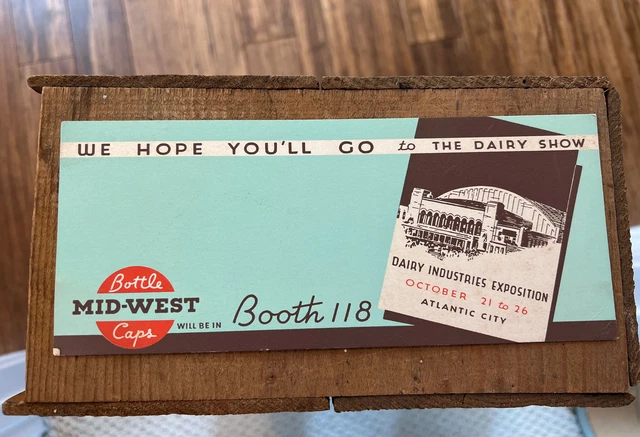 WE HOPE YOU'LL GO to THE DAIRY SHOW
DAIRY INDUSTRIES EXPOSITION
OCTOBER 21 to 26
ATLANTIC CITY
Bottle
MID-WEST
Caps
WILL BE IN Booth 118